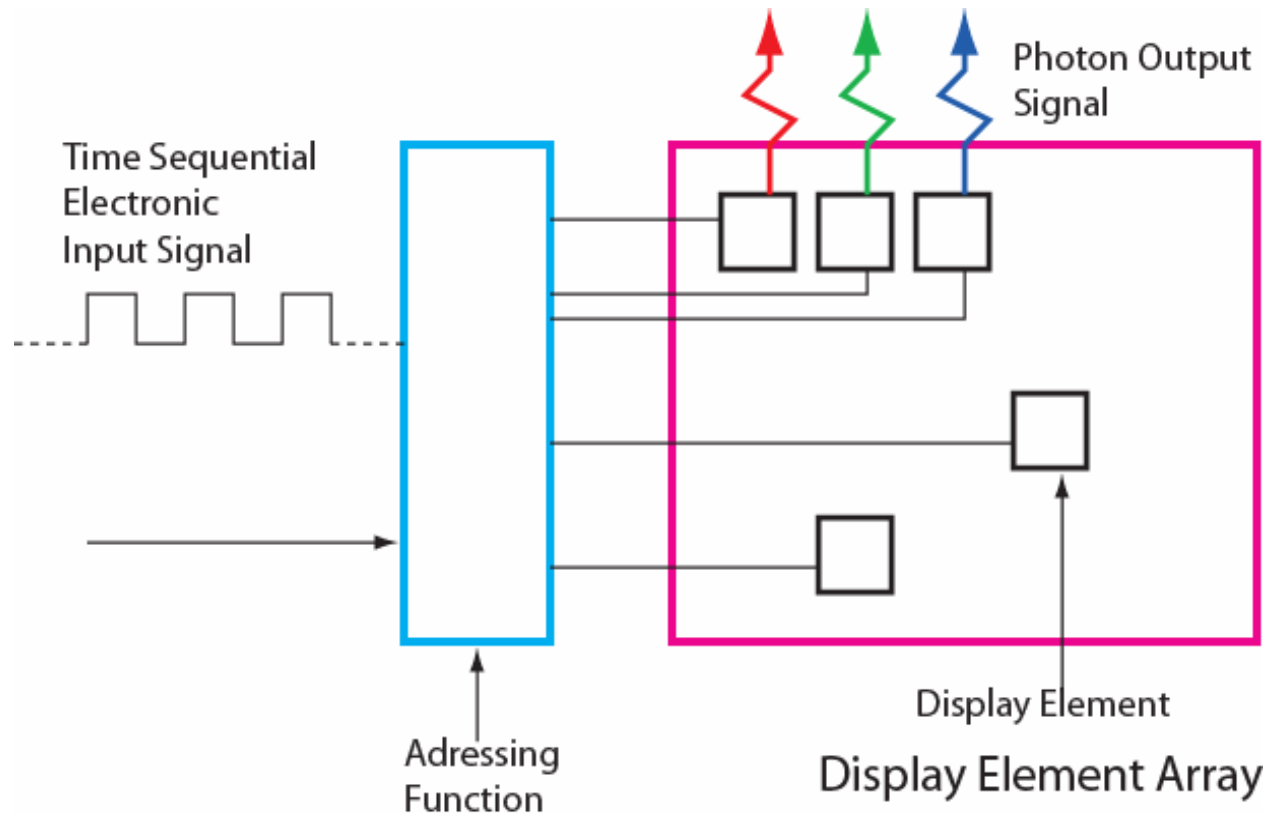 Photon Output
Signal
Time Sequential
Electronic
Input Signal
Display Element
Adressing
Function
Display Element Array